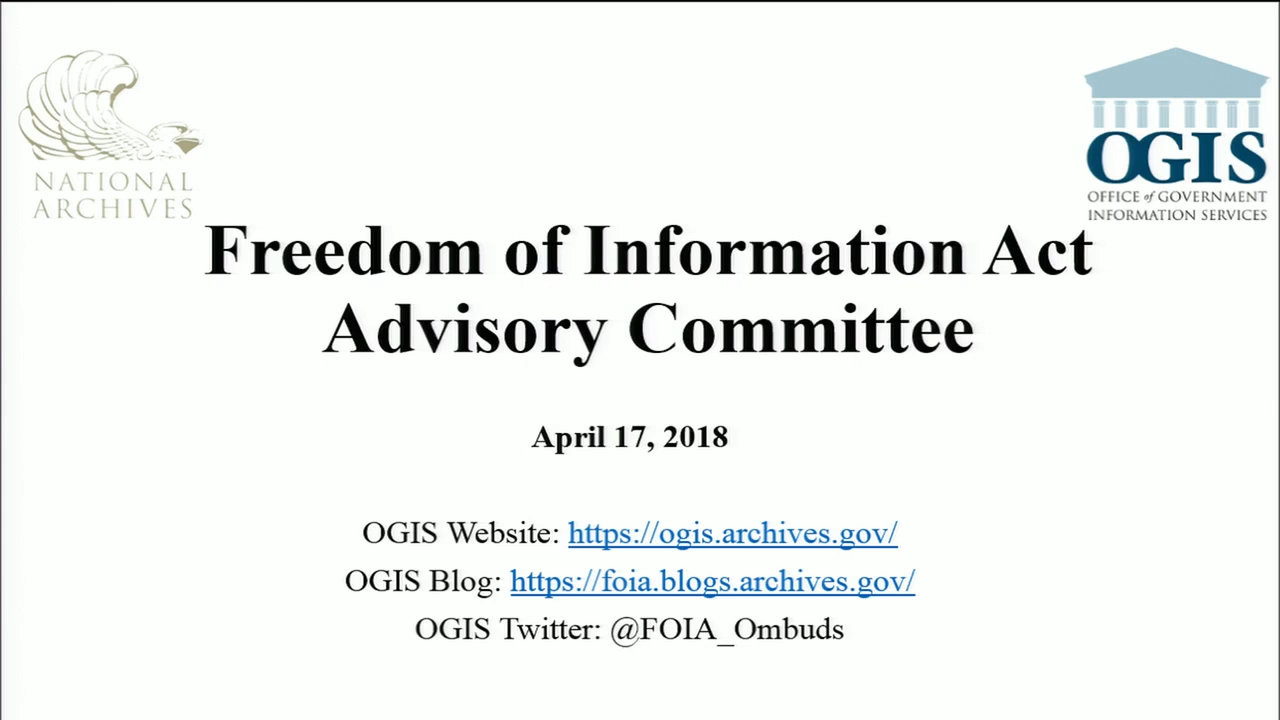 NATIONAL
ARCHIVES
OGIS
OFFICE of GOVERNMENT
INFORMATION SERVICES
Freedom of Information Act
Advisory Committee
April 17, 2018
OGIS Website: https://ogis.archives.gov/
OGIS Blog: https://foia.blogs.archives.gov/
OGIS Twitter: @FOIA_Ombuds